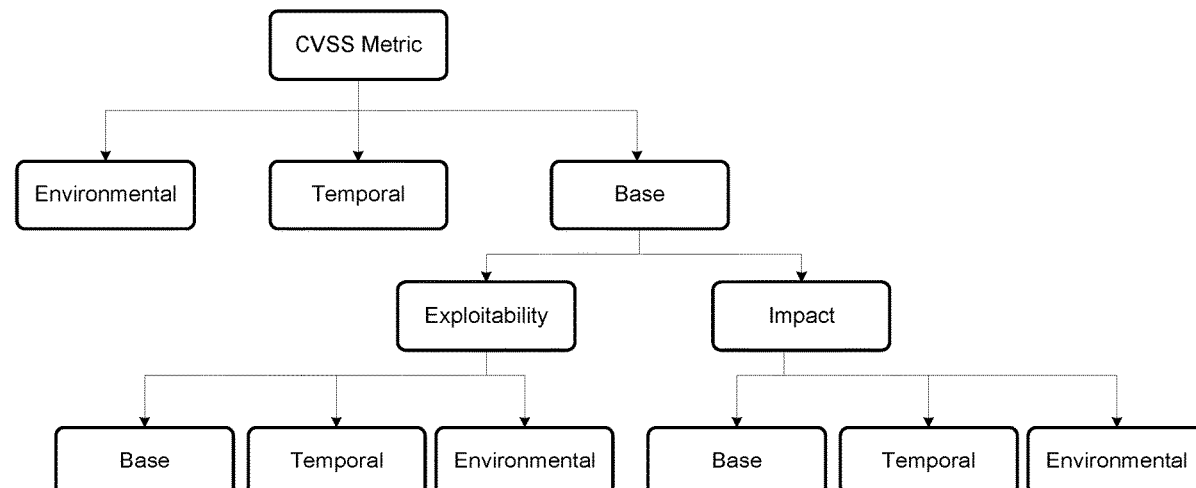 CVSS Metric
Environmental
Temporal
Base
Exploitability
Impact
Base
Temporal
Environmental
Base
Temporal
Environmental